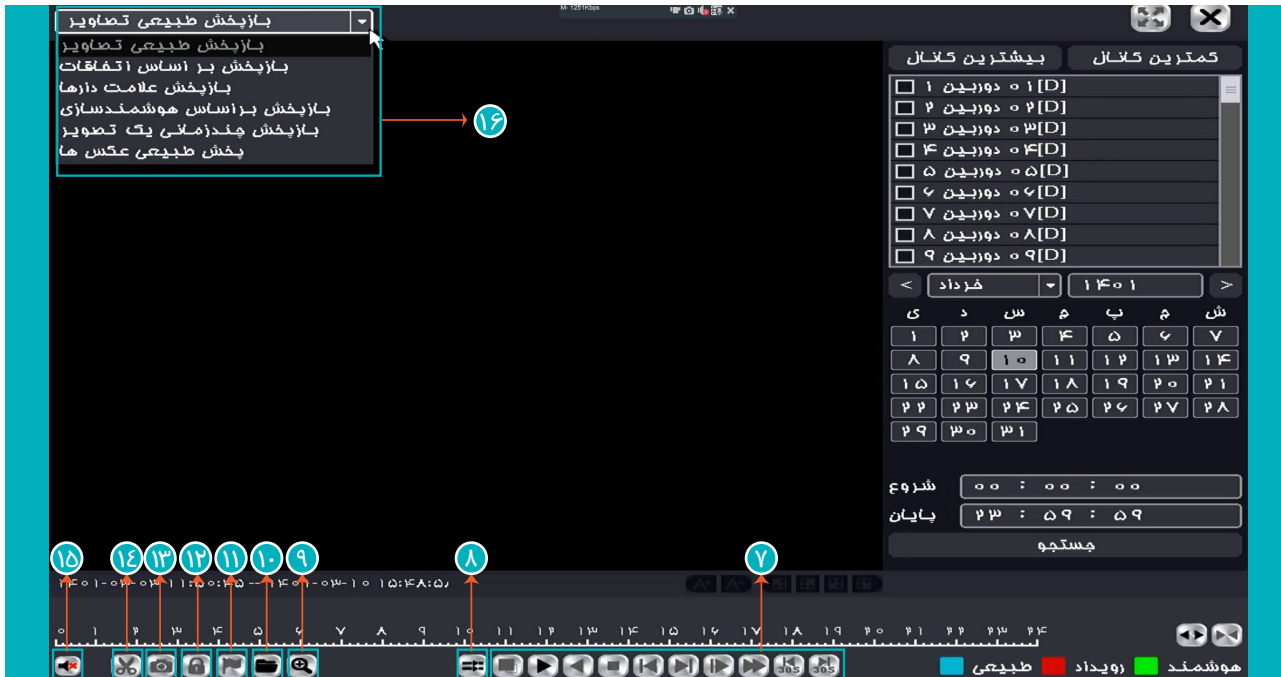 بازپخش طبیعی تصاویر
M- 1251Kbps
بازپخش طبیعی تصاویر
بازپخش بر اساس اتفاقات
بازپخش علامت دارها
بازپخش براساس هوشمندسازی
بازپخش چندزمانی یک تصویر
پخش طبیعی عکس ها
۱۶
کمترین کانال
بیشترین کانال
[D]۰۱ دوربین ۱
[D]۰۲ دوربین ۲
[D]۰۳ دوربین ۳
[D]۰۴ دوربین ۴
[D]۰۵ دوربین ۵
[D]۰۶ دوربین ۶
[D]۰۷ دوربین ۷
[D]۰۸ دوربین ۸
[D]۰۹ دوربین ۹
< خرداد ۱۴۰۱ >
ی د س م پ م ش
۱ ۲ ۳ ۴ ۵ ۶ ۷
۸ ۹ ۱۰ ۱۱ ۱۲ ۱۳ ۱۴
۱۵ ۱۶ ۱۷ ۱۸ ۱۹ ۲۰ ۲۱
۲۲ ۲۳ ۲۴ ۲۵ ۲۶ ۲۷ ۲۸
۲۹ ۳۰ ۳۱
شروع ۰۰ : ۰۰ : ۰۰
پایان ۲۳ : ۵۹ : ۵۹
جستجو
۱۵ ۱٤ ۱۳ ۱۲ ۱۱ ۱۰ ۹ ۸ ۷
A+ A-
۰ ۱ ۲ ۳ ۴ ۵ ۶ ۷ ۸ ۹ ۱۰ ۱۱ ۱۲ ۱۳ ۱۴ ۱۵ ۱۶ ۱۷ ۱۸ ۱۹ ۲۰ ۲۱ ۲۲ ۲۳ ۲۴
30S 30S
طبیعی رویداد هوشمند